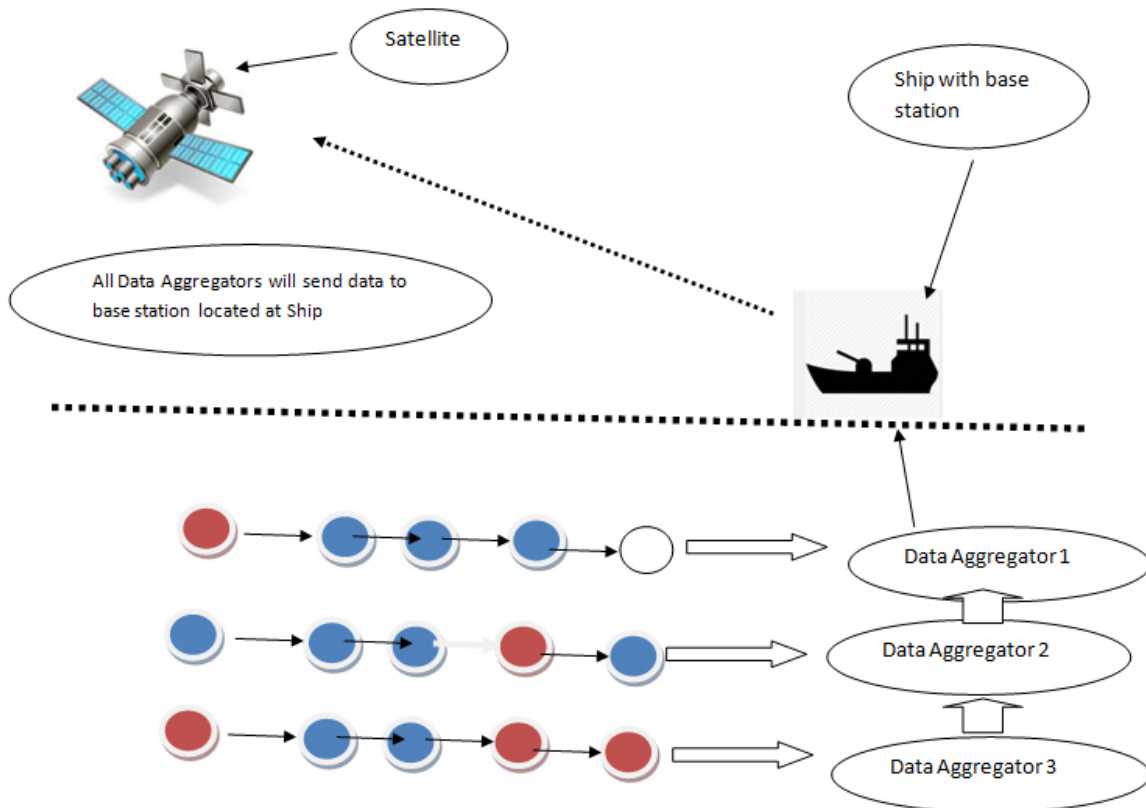 Satellite
Ship with base
station
All Data Aggregators will send data to
base station located at Ship
Data Aggregator 1
Data Aggregator 2
Data Aggregator 3